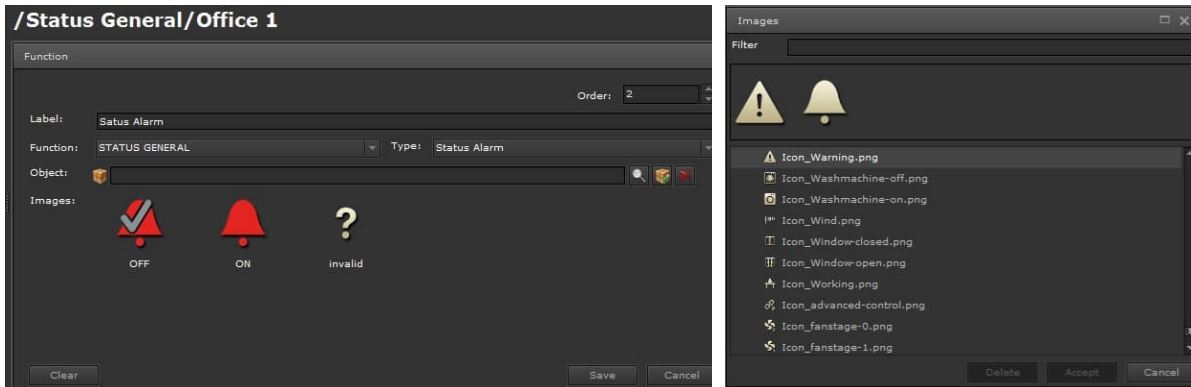 /Status General/Office 1
Function
Order: 2
Label: Satus Alarm
Function: STATUS GENERAL Type: Status Alarm
Object:
Images:
OFF ON invalid
Clear Save Cancel
Images
Filter
Icon_Warning.png
Icon_Washmachine-off.png
Icon_Washmachine-on.png
Icon_Wind.png
Icon_Window-closed.png
Icon_Window-open.png
Icon_Working.png
Icon_advanced-control.png
Icon_fanstage-0.png
Icon_fanstage-1.png
Delete Accept Cancel